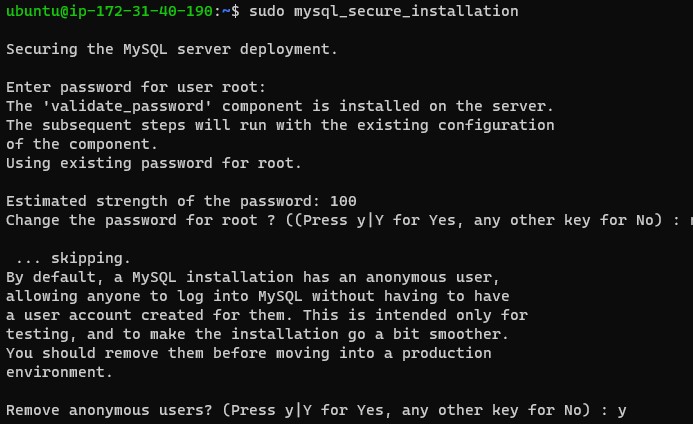 ubuntu@ip-172-31-40-190:~$ sudo mysql_secure_installation
Securing the MySQL server deployment.
Enter password for user root:
The 'validate_password' component is installed on the server.
The subsequent steps will run with the existing configuration
of the component.
Using existing password for root.
Estimated strength of the password: 100
Change the password for root ? ((Press y|Y for Yes, any other key for No) :
... skipping.
By default, a MySQL installation has an anonymous user,
allowing anyone to log into MySQL without having to have
a user account created for them. This is intended only for
testing, and to make the installation go a bit smoother.
You should remove them before moving into a production
environment.
Remove anonymous users? (Press y|Y for Yes, any other key for No) : y